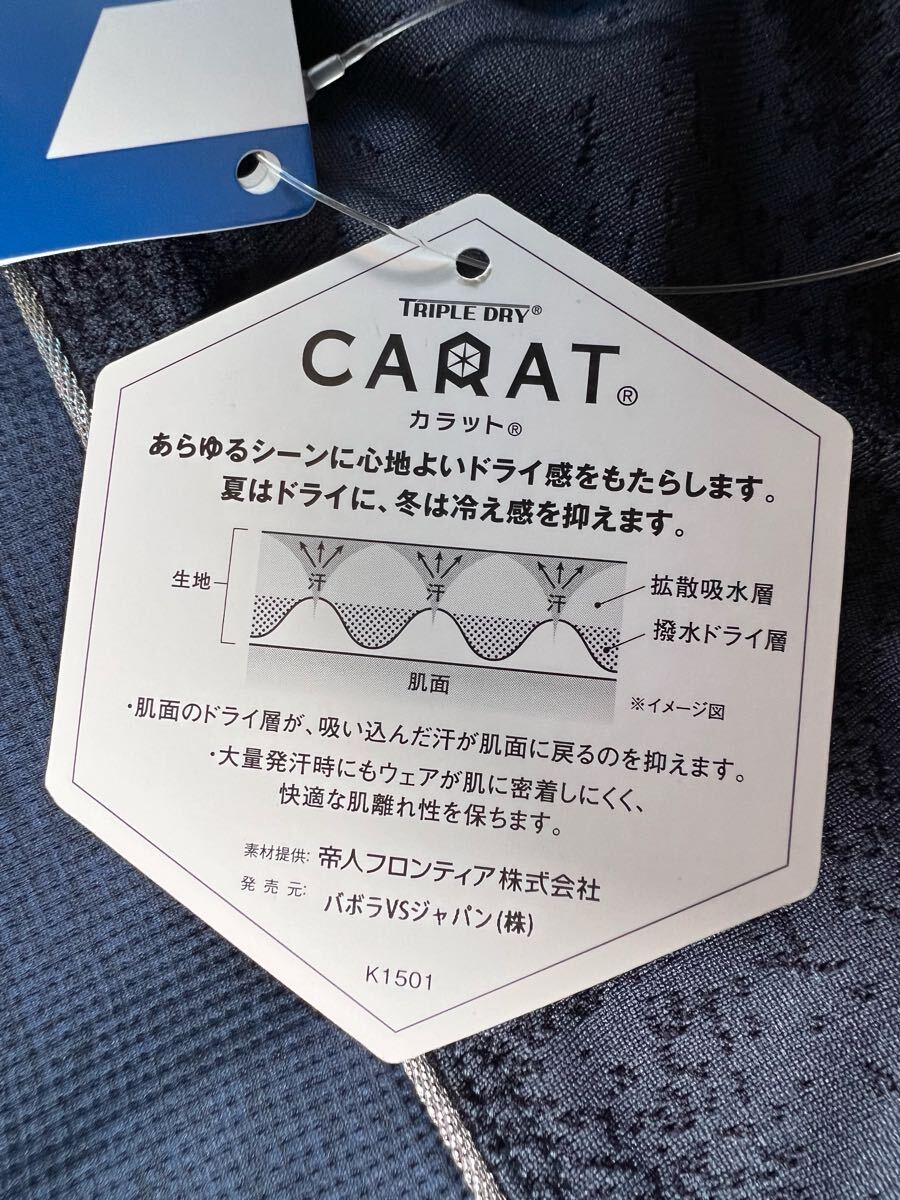 TRIPLE DRY®
CARAT®
カラット®
あらゆるシーンに心地よいドライ感をもたらします。
夏はドライに、冬は冷え感を抑えます。
生地
汗 汗 汗
拡散吸水層
撥水ドライ層
肌面
※イメージ図
・肌面のドライ層が、吸い込んだ汗が肌面に戻るのを抑えます。
・大量発汗時にもウェアが肌に密着しにくく、
快適な肌離れ性を保ちます。
素材提供: 帝人フロンティア株式会社
発売元: バボラVSジャパン(株)
K1501